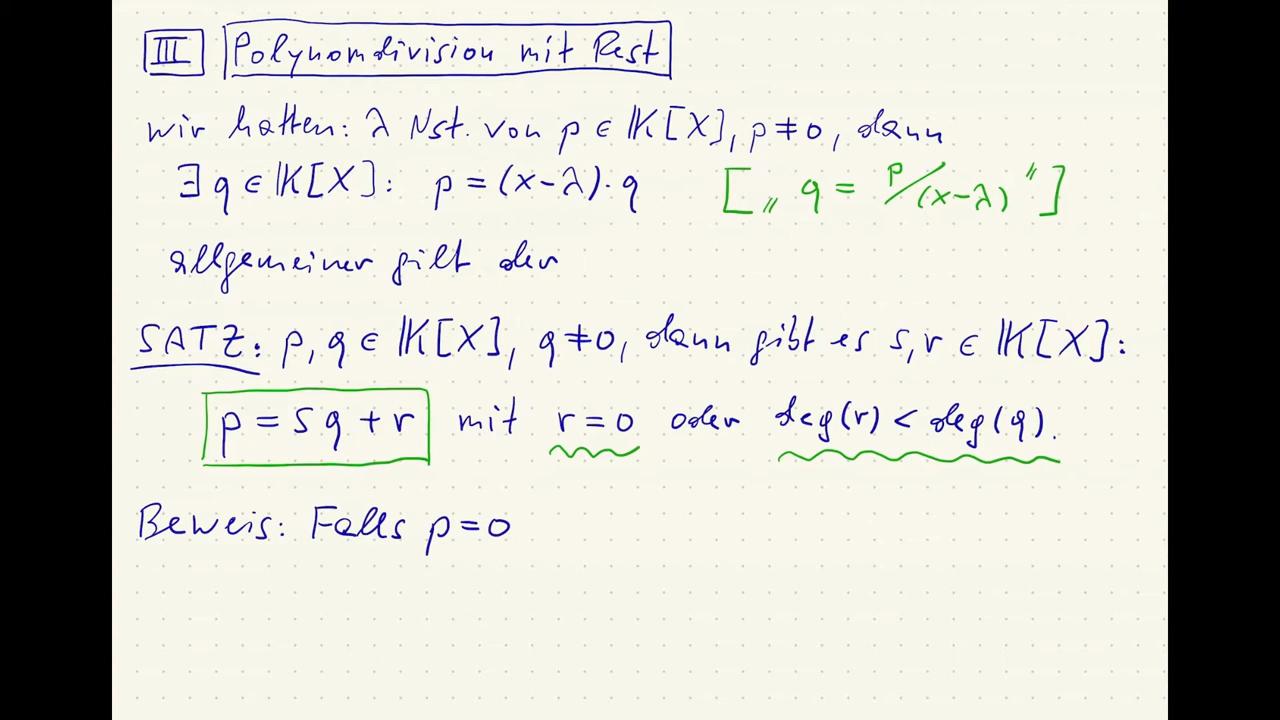 III Polynomdivision mit Rest
wir hatten: λ Nst. von p ∈ 𝕂[X], p ≠ 0, dann
∃ q ∈ 𝕂[X]: p = (x-λ)·q [„ q = p/(x-λ) "]
allgemeiner gilt der
SATZ: p, q ∈ 𝕂[X], q ≠ 0, dann gibt es s, r ∈ 𝕂[X]:
p = sq + r mit r = 0 oder deg(r) < deg(q).
Beweis: Falls p = 0